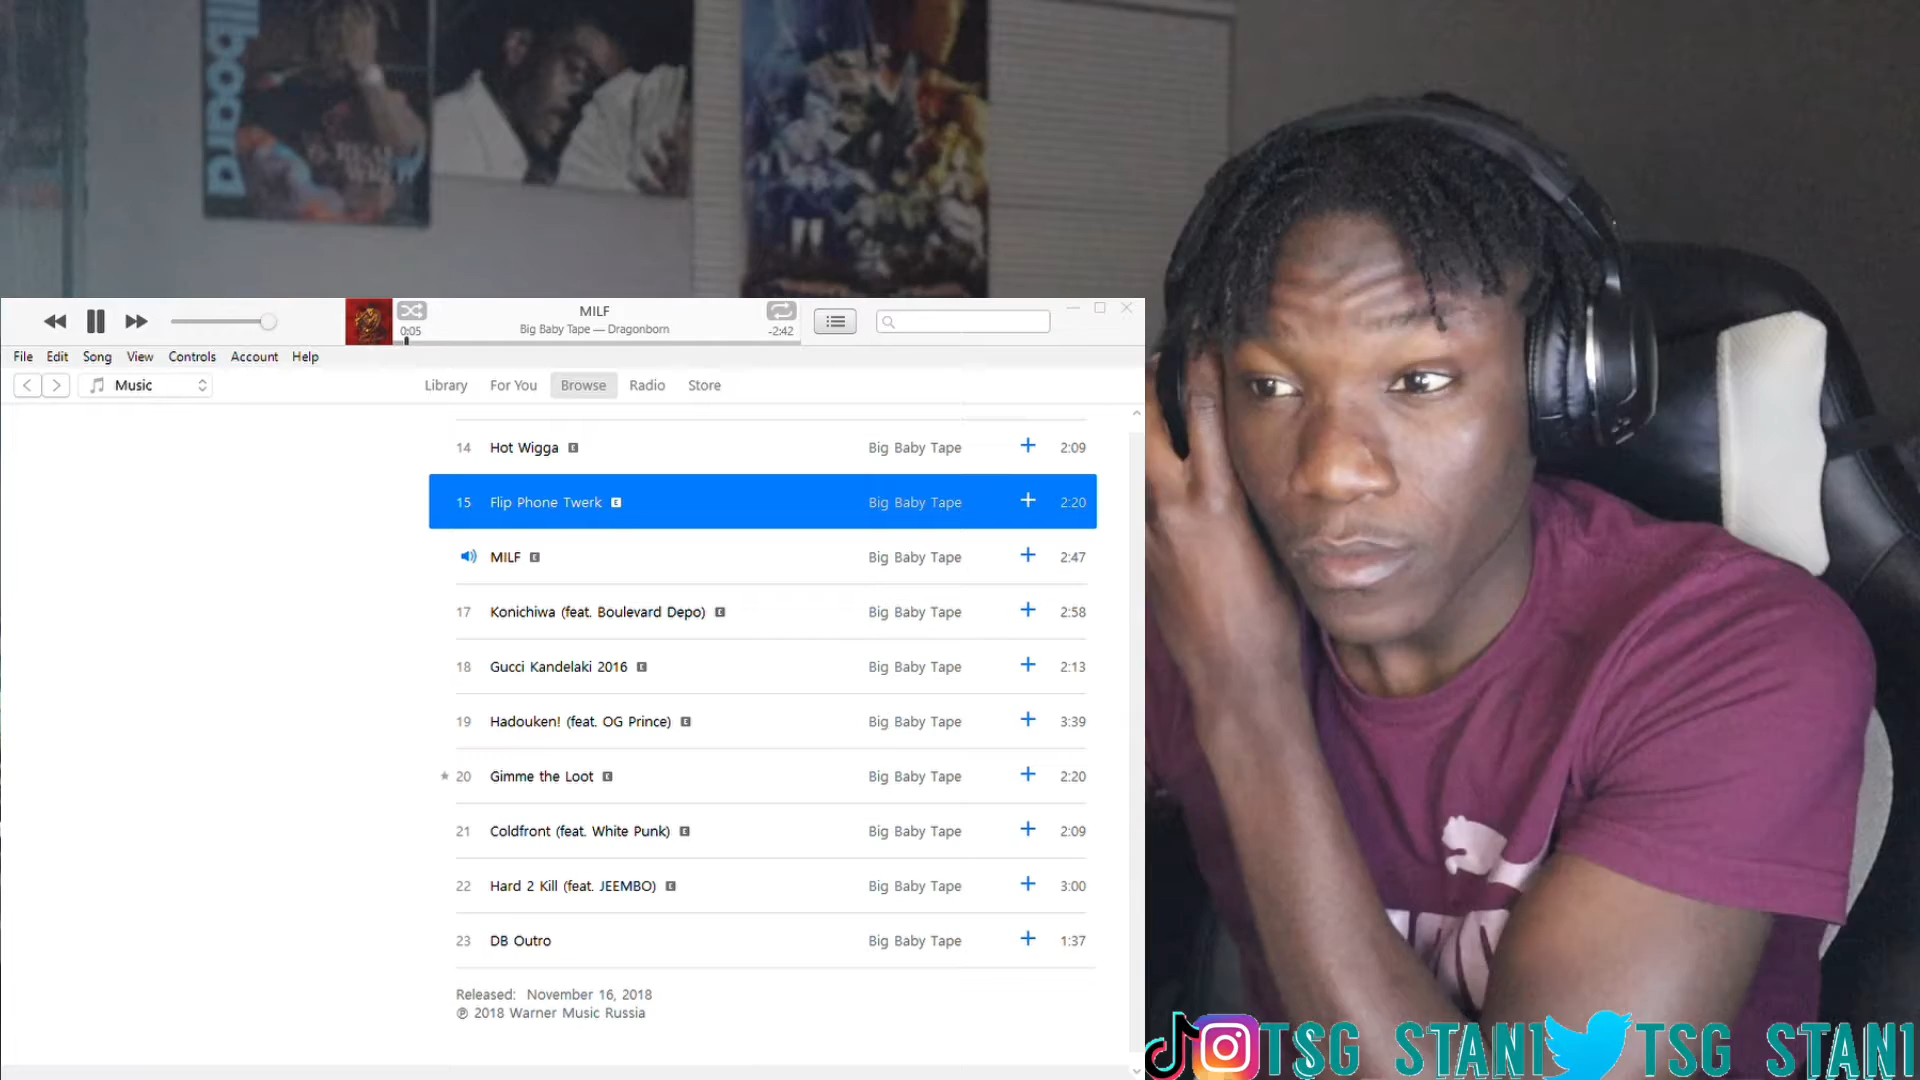 billboard
MILF
0:05
Big Baby Tape — Dragonborn
-2:42
File Edit Song View Controls Account Help
Music
Library For You Browse Radio Store
14 Hot Wigga E Big Baby Tape + 2:09
15 Flip Phone Twerk E Big Baby Tape + 2:20
MILF E Big Baby Tape + 2:47
17 Konichiwa (feat. Boulevard Depo) E Big Baby Tape + 2:58
18 Gucci Kandelaki 2016 E Big Baby Tape + 2:13
19 Hadouken! (feat. OG Prince) E Big Baby Tape + 3:39
★ 20 Gimme the Loot E Big Baby Tape + 2:20
21 Coldfront (feat. White Punk) E Big Baby Tape + 2:09
22 Hard 2 Kill (feat. JEEMBO) E Big Baby Tape + 3:00
23 DB Outro Big Baby Tape + 1:37
Released: November 16, 2018
℗ 2018 Warner Music Russia
TSG_STAN1 TSG_STAN1